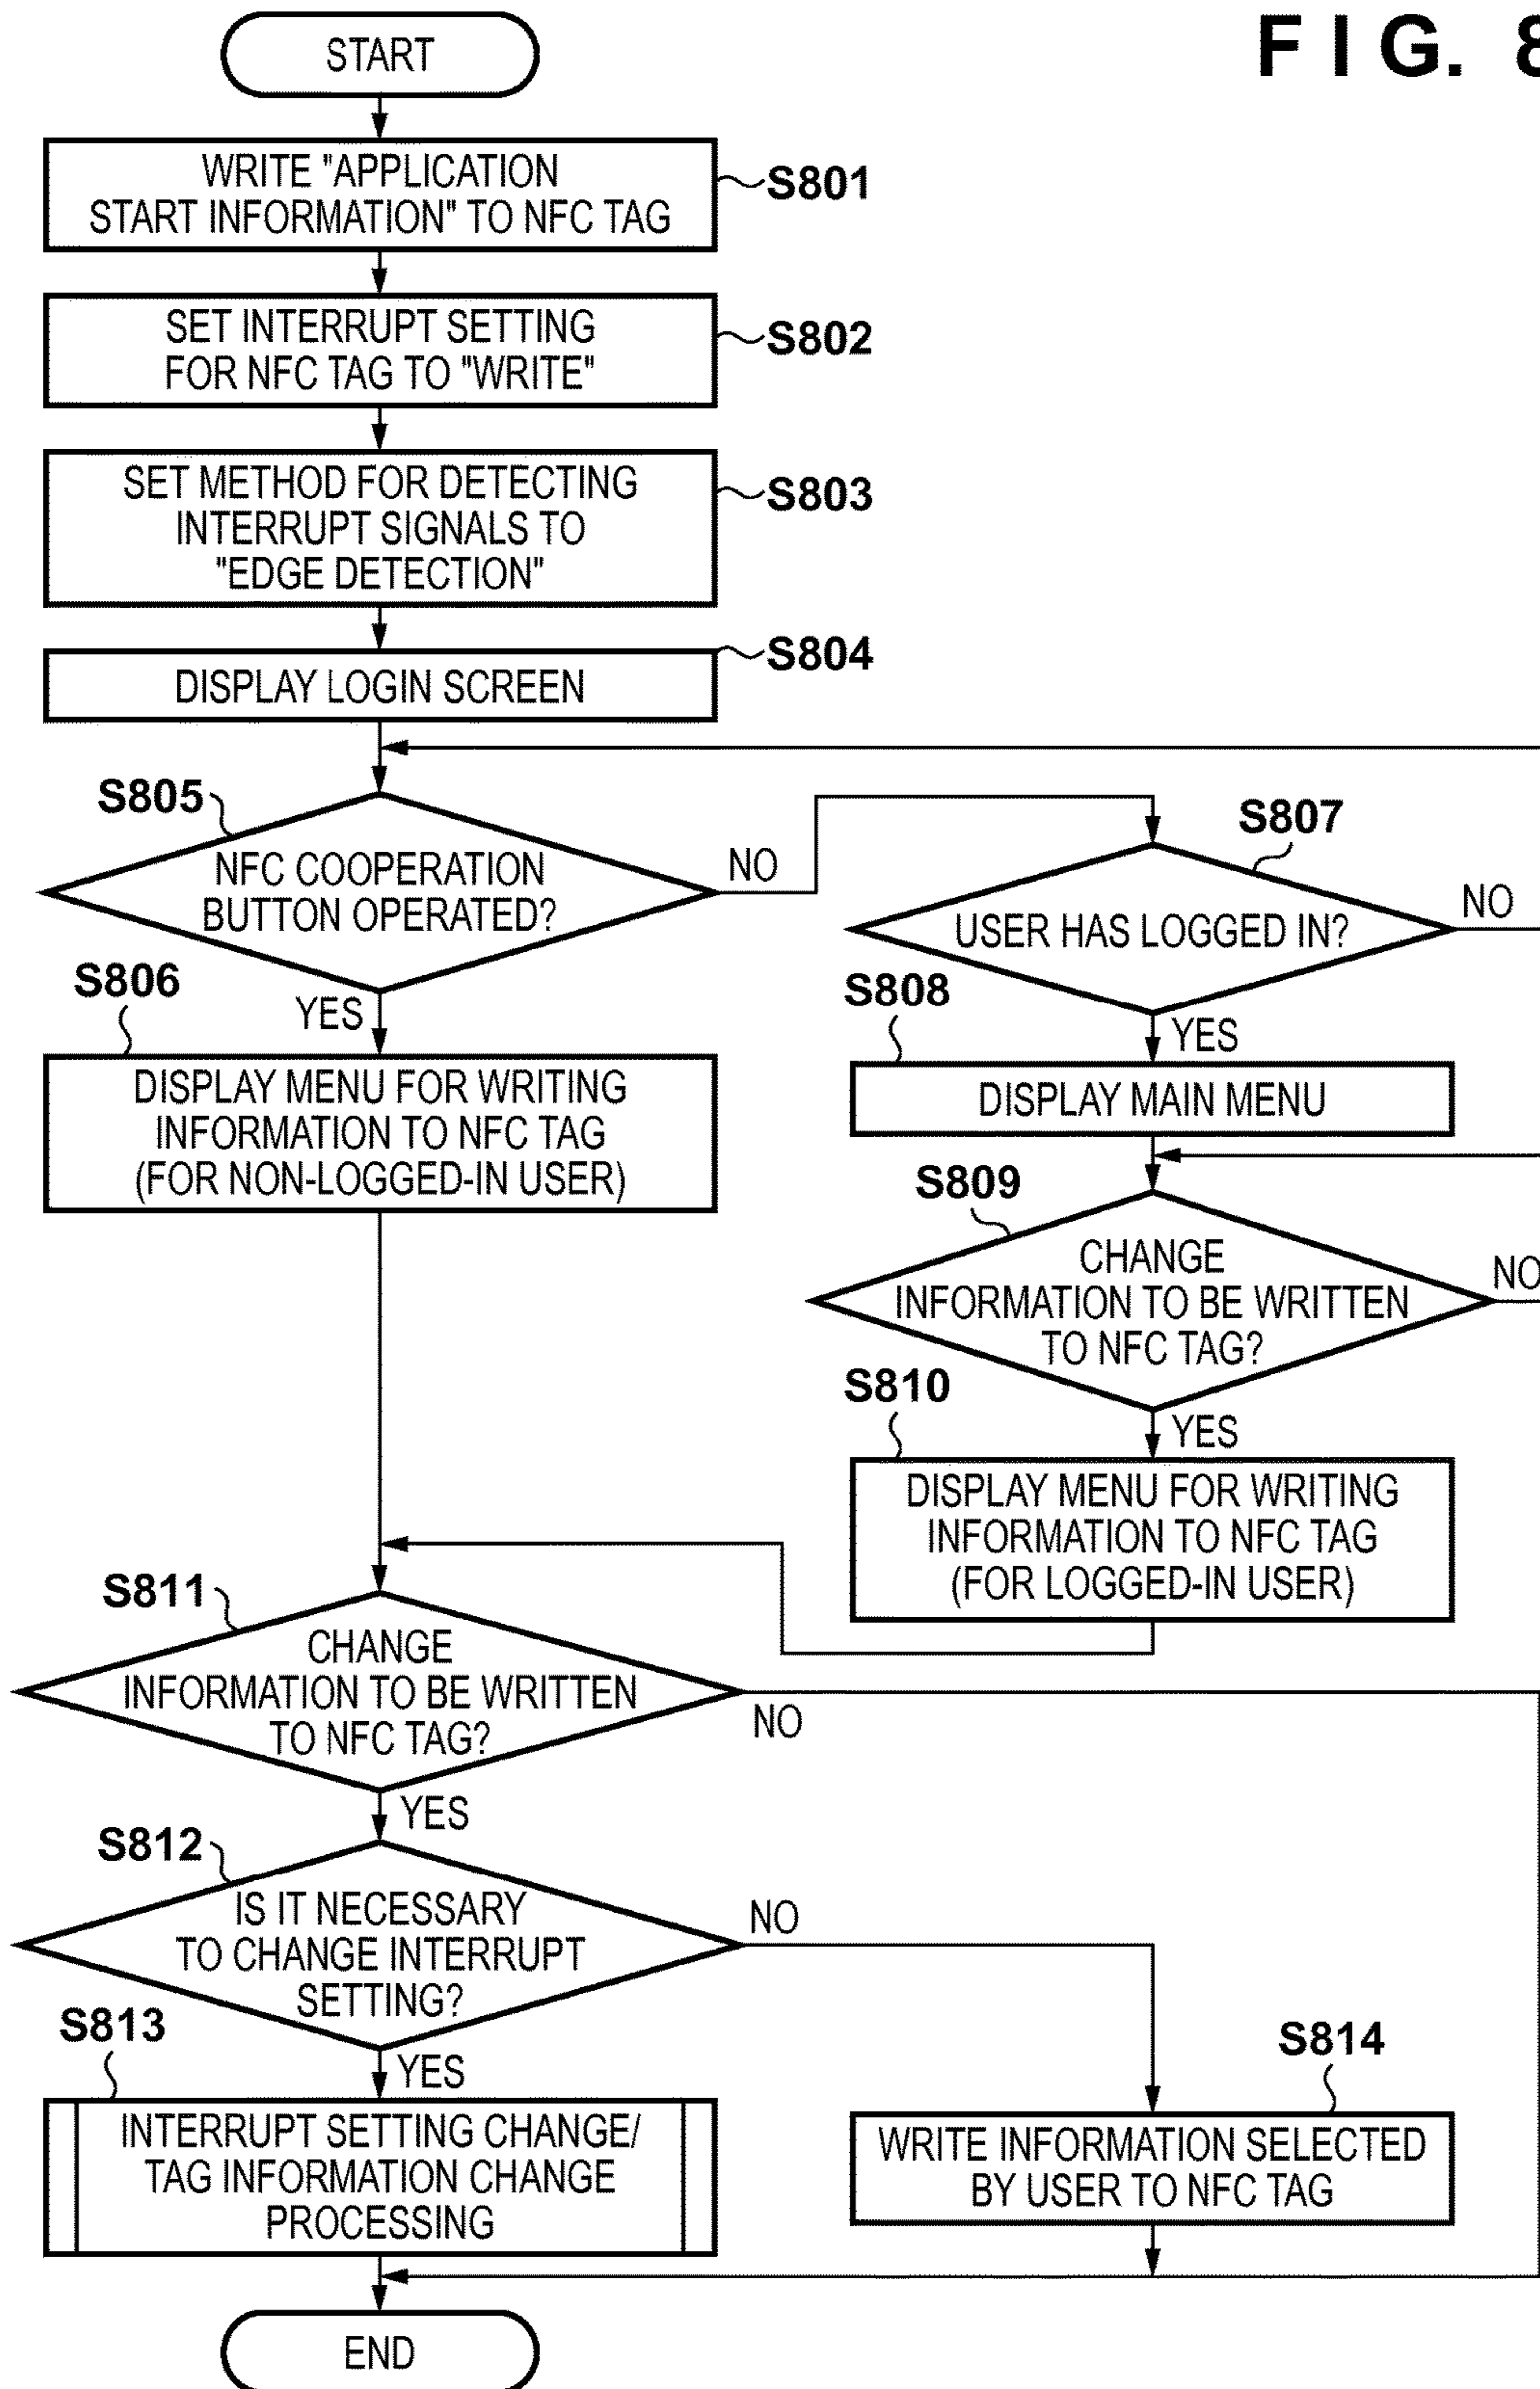 FIG. 8
START
WRITE "APPLICATION
START INFORMATION" TO NFC TAG
S801
SET INTERRUPT SETTING
FOR NFC TAG TO "WRITE"
S802
SET METHOD FOR DETECTING
INTERRUPT SIGNALS TO
"EDGE DETECTION"
S803
DISPLAY LOGIN SCREEN
S804
S805
NFC COOPERATION
BUTTON OPERATED?
NO
YES
S807
USER HAS LOGGED IN?
NO
YES
S806
DISPLAY MENU FOR WRITING
INFORMATION TO NFC TAG
(FOR NON-LOGGED-IN USER)
S808
DISPLAY MAIN MENU
S809
CHANGE
INFORMATION TO BE WRITTEN
TO NFC TAG?
NO
YES
S810
DISPLAY MENU FOR WRITING
INFORMATION TO NFC TAG
(FOR LOGGED-IN USER)
S811
CHANGE
INFORMATION TO BE WRITTEN
TO NFC TAG?
NO
YES
S812
IS IT NECESSARY
TO CHANGE INTERRUPT
SETTING?
NO
YES
S813
INTERRUPT SETTING CHANGE/
TAG INFORMATION CHANGE
PROCESSING
S814
WRITE INFORMATION SELECTED
BY USER TO NFC TAG
END